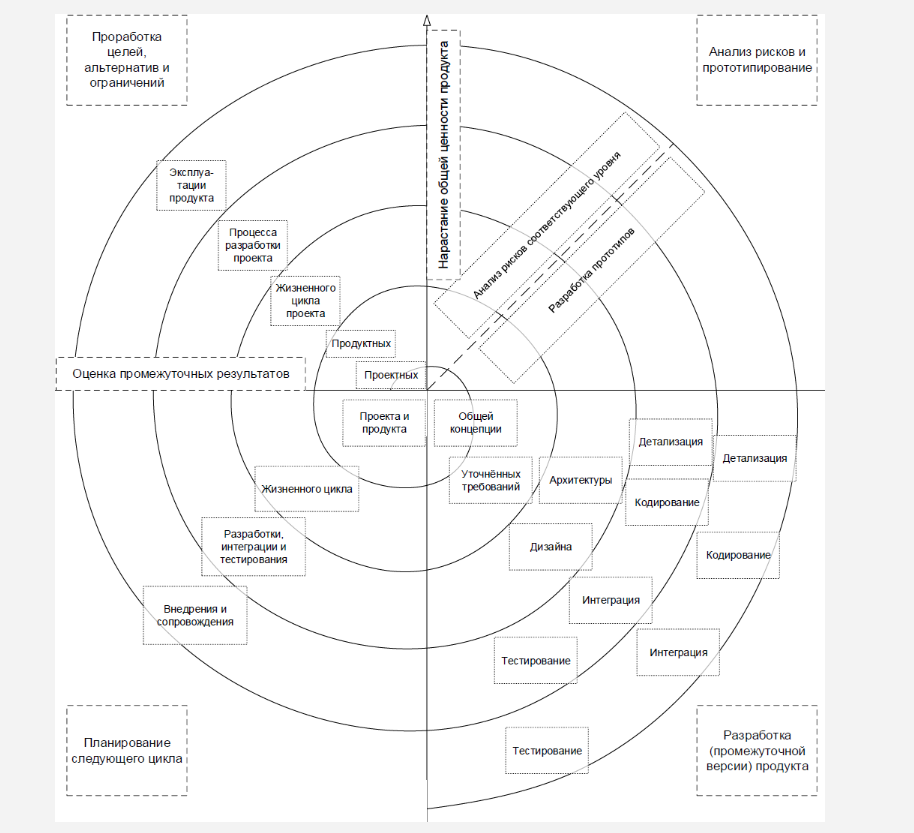 Проработка
целей,
альтернатив и
ограничений
Анализ рисков и
прототипирование
Нарастание общей ценности продукта
Анализ рисков соответствующего уровня
Разработка прототипов
Эксплуа-
тации
продукта
Процесса
разработки
проекта
Жизненного
цикла
проекта
Продуктных
Проектных
Оценка промежуточных результатов
Проекта и
продукта
Общей
концепции
Жизненного цикла
Уточнённых
требований
Архитектуры
Детализация
Детализация
Разработки,
интеграции и
тестирования
Дизайна
Кодирование
Кодирование
Внедрения и
сопровождения
Интеграция
Интеграция
Тестирование
Тестирование
Планирование
следующего цикла
Разработка
(промежуточной
версии) продукта